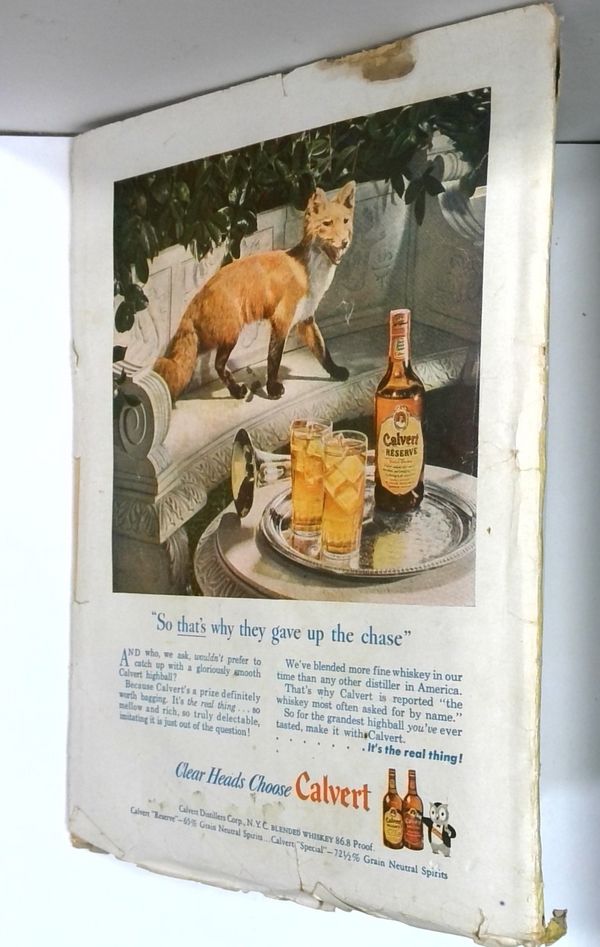 Calvert
RESERVE
"So that's why they gave up the chase"
AND who, we ask, wouldn't prefer to
catch up with a gloriously smooth
Calvert highball?
Because Calvert's a prize definitely
worth bagging. It's the real thing . . . so
mellow and rich, so truly delectable,
imitating it is just out of the question!
We've blended more fine whiskey in our
time than any other distiller in America.
That's why Calvert is reported "the
whiskey most often asked for by name."
So for the grandest highball you've ever
tasted, make it with Calvert.
. . . . . . . It's the real thing!
Clear Heads Choose Calvert
Calvert Distillers Corp., N.Y.C. BLENDED WHISKEY 86.8 Proof.
Calvert "Reserve"—65% Grain Neutral Spirits...Calvert "Special"—72½% Grain Neutral Spirits